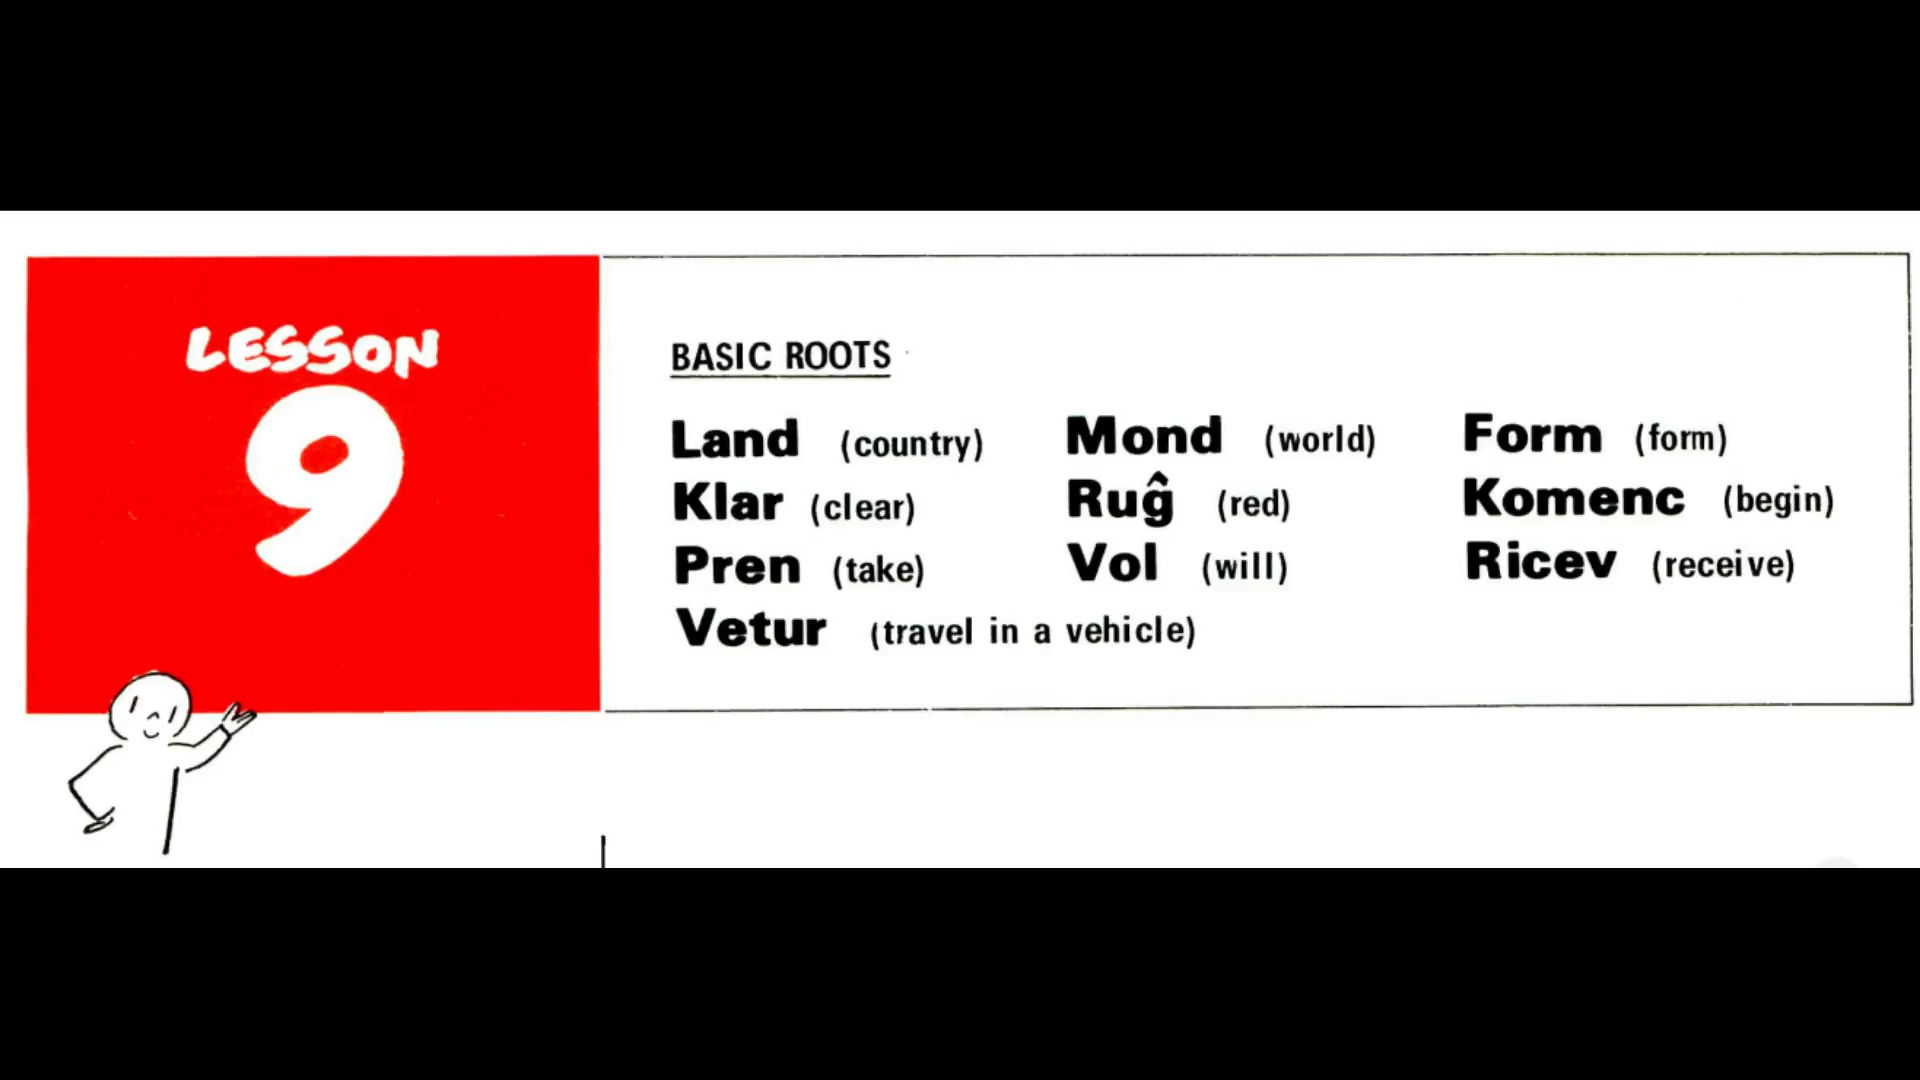 LESSON
9
BASIC ROOTS
Land (country) Mond (world) Form (form)
Klar (clear) Ruĝ (red) Komenc (begin)
Pren (take) Vol (will) Ricev (receive)
Vetur (travel in a vehicle)